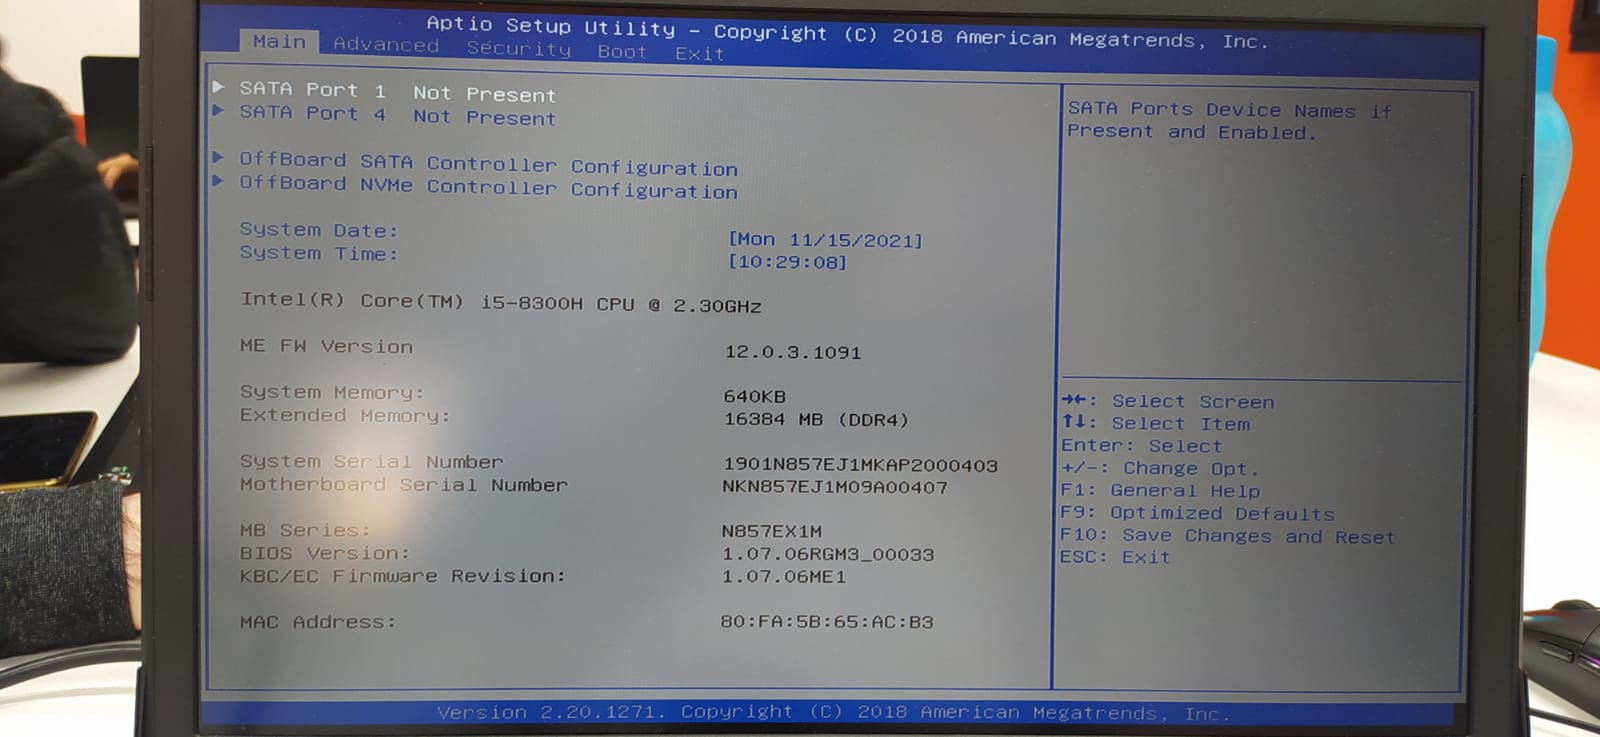 Aptio Setup Utility - Copyright (C) 2018 American Megatrends, Inc.
Main Advanced Security Boot Exit
SATA Port 1 Not Present
SATA Port 4 Not Present
OffBoard SATA Controller Configuration
OffBoard NVMe Controller Configuration
System Date: [Mon 11/15/2021]
System Time: [10:29:08]
Intel(R) Core(TM) i5-8300H CPU @ 2.30GHz
ME FW Version 12.0.3.1091
System Memory: 640KB
Extended Memory: 16384 MB (DDR4)
System Serial Number 1901N857EJ1MKAP2000403
Motherboard Serial Number NKN857EJ1M09A00407
MB Series: N857EX1M
BIOS Version: 1.07.06RGM3_00033
KBC/EC Firmware Revision: 1.07.06ME1
MAC Address: 80:FA:5B:65:AC:B3
SATA Ports Device Names if
Present and Enabled.
→←: Select Screen
↑↓: Select Item
Enter: Select
+/-: Change Opt.
F1: General Help
F9: Optimized Defaults
F10: Save Changes and Reset
ESC: Exit
Version 2.20.1271. Copyright (C) 2018 American Megatrends, Inc.